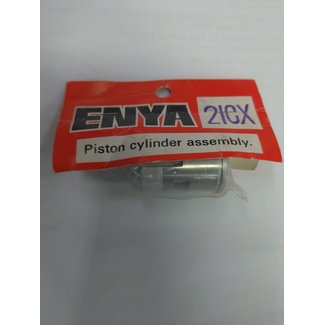 ENYA 21CX
Piston cylinder assembly.